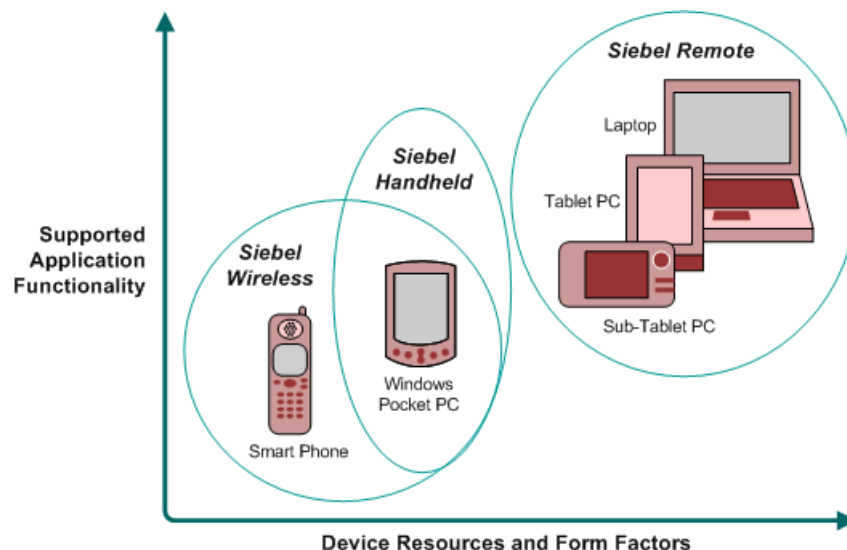 Siebel Remote
Laptop
Siebel
Handheld
Tablet PC
Supported
Application
Functionality
Siebel
Wireless
Sub-Tablet PC
Windows
Pocket PC
Smart Phone
Device Resources and Form Factors